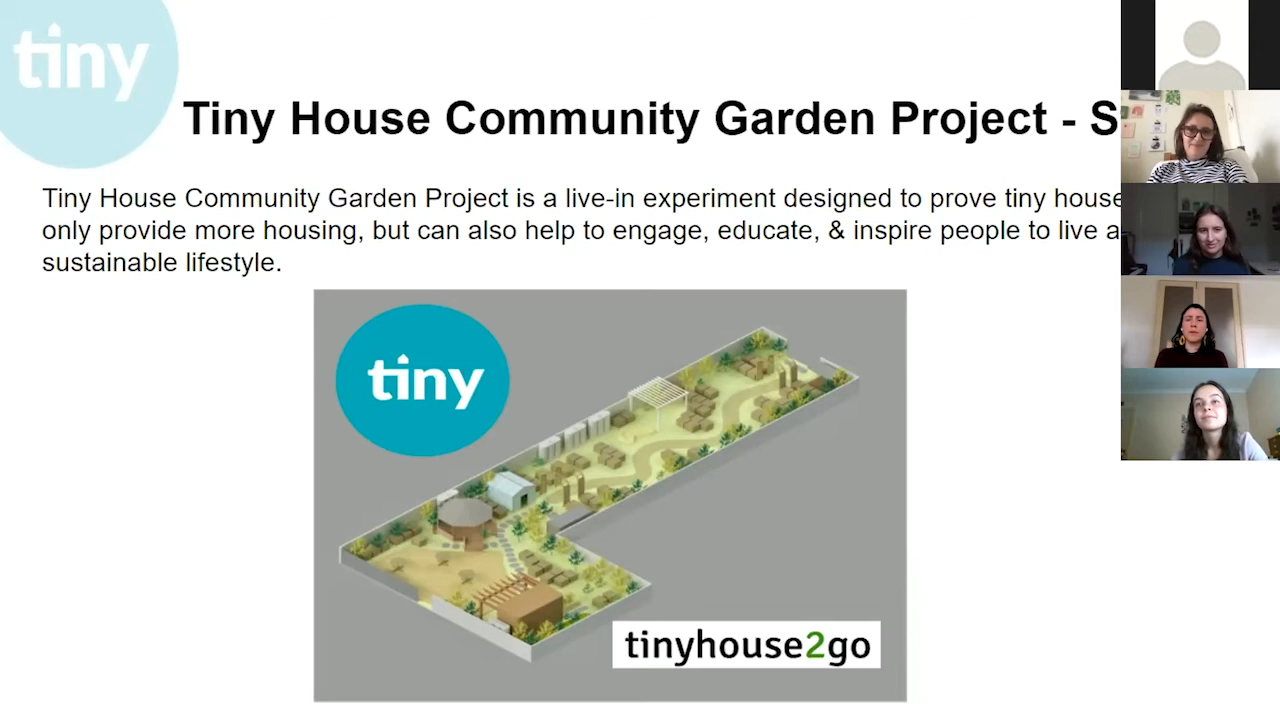 tiny
Tiny House Community Garden Project - S
Tiny House Community Garden Project is a live-in experiment designed to prove tiny house
only provide more housing, but can also help to engage, educate, & inspire people to live a
sustainable lifestyle.
tiny
tinyhouse2go